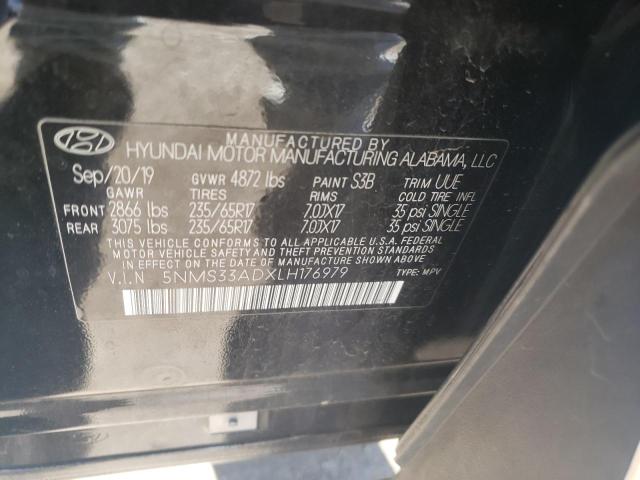 MANUFACTURED BY
HYUNDAI MOTOR MANUFACTURING ALABAMA, LLC
Sep/20/19 GVWR 4872 lbs PAINT S3B TRIM UUE
GAWR TIRES RIMS COLD TIRE INFL
FRONT 2866 lbs 235/65R17 7.0JX17 35 psi SINGLE
REAR 3075 lbs 235/65R17 7.0JX17 35 psi SINGLE
THIS VEHICLE CONFORMS TO ALL APPLICABLE U.S.A. FEDERAL
MOTOR VEHICLE SAFETY AND THEFT PREVENTION STANDARDS
IN EFFECT ON THE DATE OF MANUFACTURE SHOWN ABOVE.
V.I.N 5NMS33ADXLH176979 TYPE: MPV